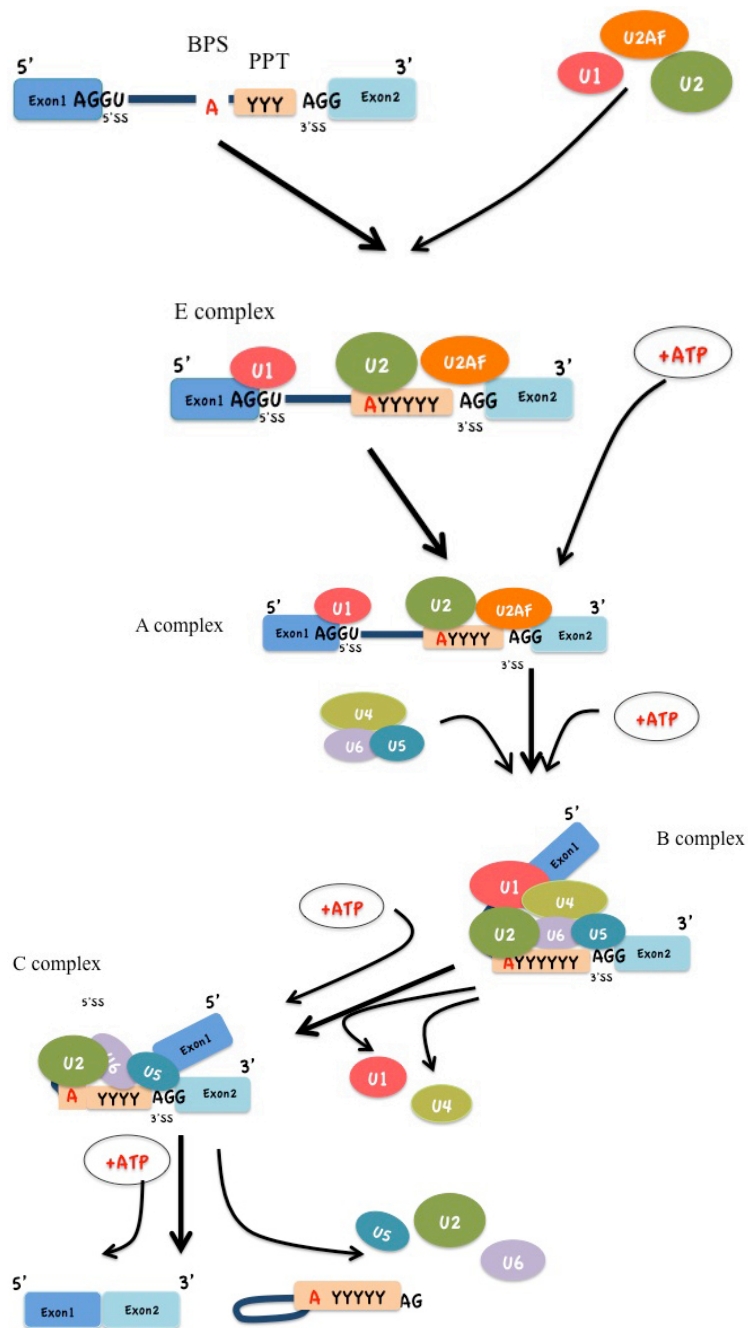 BPS
PPT
5'
3'
Exon1 AGGU
A
YYY
AGG
Exon2
5'SS
3'SS
U2AF
U1
U2
E complex
5'
3'
U1
U2
U2AF
Exon1 AGGU
AYYYYY
AGG
Exon2
5'SS
3'SS
+ATP
A complex
5'
3'
U1
U2
U2AF
Exon1 AGGU
AYYYY
AGG
Exon2
5'SS
3'SS
U4
U6
U5
+ATP
B complex
5'
Exon1
U1
U4
U2
U6
U5
3'
AYYYYYY
AGG
Exon2
3'SS
+ATP
C complex
5'SS
5'
Exon1
U2
U6
U5
3'
A
YYYY
AGG
Exon2
3'SS
U1
U4
+ATP
U5
U2
U6
5'
3'
Exon1
Exon2
A YYYYY AG